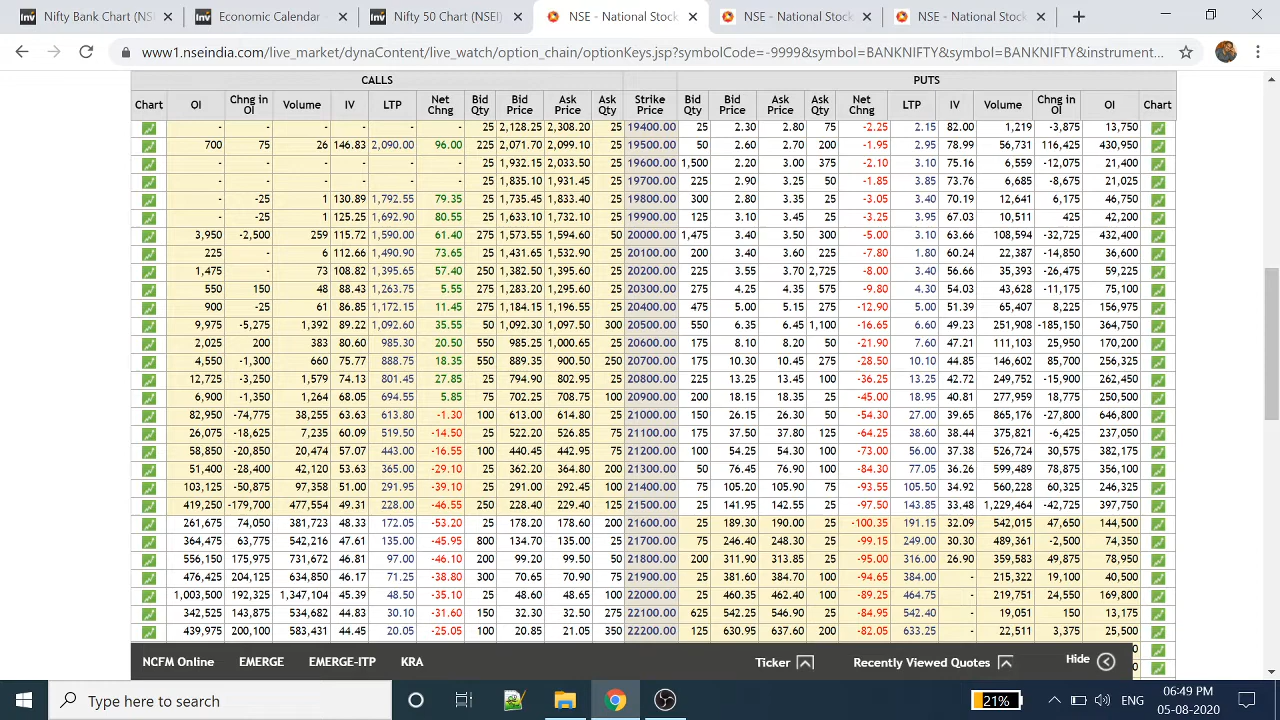 Nifty Bank Chart (NSEI) Economic Calendar Nifty 50 Chart (NSEI) NSE - National Stock NSE - National Stock NSE - National Stock
www1.nseindia.com/live_market/dynaContent/live_watch/option_chain/optionKeys.jsp?symbolCode=-9999&symbol=BANKNIFTY&symbol=BANKNIFTY&instrument...
CALLS PUTS
Chart OI Chng in OI Volume IV LTP Net Chng Bid Qty Bid Price Ask Price Ask Qty Strike Price Bid Qty Bid Price Ask Price Ask Qty Net Chng LTP IV Volume Chng in OI OI Chart
- - - - - - 25 2,128.25 2,308.20 25 19400.00 25 2.30 2.80 75 -2.25 2.15 82.00 1,219 -3,875 13,750
700 75 26 146.83 2,090.00 96.00 225 2,071.70 2,099.10 25 19500.00 50 2.60 2.70 200 -1.95 2.95 78.99 56,731 116,425 430,950
- - - - - - 25 1,932.15 2,033.50 25 19600.00 1,500 2.20 3.00 375 -2.10 3.10 75.16 6,559 -12,075 21,400
- - - - - - 25 1,835.10 1,931.45 25 19700.00 225 2.90 3.25 50 -1.85 3.85 73.76 6,685 -8,675 21,025
- -25 1 130.89 1,792.55 79.35 25 1,735.45 1,833.40 25 19800.00 300 2.80 3.35 25 -3.05 3.40 70.19 12,641 6,175 46,750
- -25 1 125.25 1,692.90 80.55 25 1,633.10 1,732.10 25 19900.00 125 3.10 3.45 25 -3.25 3.95 67.03 10,511 425 42,200
3,950 -2,500 259 115.72 1,590.00 61.40 275 1,573.55 1,594.60 50 20000.00 1,475 3.40 3.50 300 -5.00 3.10 63.66 108,594 -32,725 432,400
225 - 6 112.66 1,490.90 73.65 25 1,431.65 1,532.90 25 20100.00 200 3.40 3.60 25 -7.80 1.80 60.24 22,387 -14,850 36,600
1,475 - 73 108.82 1,395.65 57.40 250 1,382.50 1,395.60 25 20200.00 225 3.55 3.70 2,725 -8.00 3.40 56.66 35,393 -26,475 59,225
550 150 48 88.43 1,263.75 5.55 275 1,283.20 1,295.60 25 20300.00 275 4.25 4.35 575 -9.80 4.30 54.03 43,628 -11,175 75,100
900 -25 61 86.85 1,172.15 11.45 275 1,184.15 1,196.55 25 20400.00 475 5.00 5.15 275 -12.90 5.00 51.39 65,407 8,225 156,975
9,975 -5,275 1,392 89.22 1,092.60 35.55 50 1,092.30 1,097.50 300 20500.00 550 6.35 6.45 1,100 -16.65 6.60 49.23 251,908 -185,150 364,750
2,025 200 383 80.60 985.30 20.50 550 985.25 1,000.65 25 20600.00 175 8.10 8.20 50 -21.90 7.60 47.21 111,103 25,950 170,200
4,550 -1,300 660 75.77 888.75 18.35 550 889.35 900.50 250 20700.00 100 10.30 10.45 275 -28.50 10.10 44.85 146,602 85,700 256,325
12,725 -3,250 1,579 74.13 801.45 27.85 25 794.90 802.95 25 20800.00 225 13.25 13.45 100 -36.25 13.25 42.72 249,752 -15,900 262,450
6,900 -1,350 1,264 68.05 694.55 5.85 75 702.25 708.75 100 20900.00 200 18.15 18.35 25 -45.00 18.95 40.81 277,959 18,775 250,500
82,950 -74,775 38,255 63.63 613.80 -1.30 100 613.00 614.80 25 21000.00 150 26.15 26.30 50 -54.30 27.00 39.65 865,176 -27,800 646,800
26,075 -18,625 7,235 60.09 519.50 -14.50 25 522.20 526.85 75 21100.00 175 37.50 37.80 125 -64.25 38.60 38.44 375,821 -6,425 237,050
58,850 -20,850 20,474 57.07 443.00 -16.55 100 440.45 442.95 75 21200.00 100 54.25 54.30 100 -73.00 56.00 37.38 526,724 30,575 382,175
51,400 -28,400 42,120 53.63 365.00 -29.10 25 362.20 364.80 200 21300.00 50 76.45 76.90 100 -84.30 77.05 36.26 599,489 78,875 356,100
103,125 -50,875 97,358 51.00 291.95 -39.10 25 291.00 292.45 100 21400.00 75 105.20 105.90 75 -93.55 105.50 34.92 560,228 60,325 246,325
419,250 -179,700 477,554 49.31 228.00 -46.55 250 228.40 229.40 125 21500.00 25 141.95 142.55 25 -97.50 143.85 33.48 1,229,464 -42,725 397,750
261,675 74,050 381,723 48.33 172.05 -53.20 25 178.20 178.60 200 21600.00 25 189.30 190.00 25 -100.35 191.15 32.09 542,015 47,650 144,500
364,475 63,775 542,216 47.61 135.00 -45.95 800 134.70 135.00 25 21700.00 75 246.40 248.30 25 -99.15 249.00 30.30 489,361 -2,500 74,350
556,150 175,975 731,672 46.81 97.00 -46.10 200 99.20 99.50 50 21800.00 200 311.90 313.85 25 -95.00 316.00 26.90 359,583 49,875 78,950
476,425 204,125 634,850 46.17 71.25 -38.80 300 70.65 70.90 75 21900.00 25 381.60 384.70 100 -94.65 384.00 - 215,322 19,100 40,500
1,003,500 192,325 1,347,104 45.39 48.50 -35.10 25 48.60 48.65 100 22000.00 25 460.35 462.40 100 -89.25 464.75 - 219,751 24,550 169,800
342,525 143,875 534,682 44.83 30.10 -31.60 150 32.30 32.50 275 22100.00 625 542.25 546.90 25 -84.95 542.40 - 19,051 150 13,175
439,975 200,100 583,431 44.45 20.05 -25.05 100 20.85 21.05 350 22200.00 125 630.95 637.60 200 -82.05 633.25 - 22,511 3,375 25,500
NCFM Online EMERGE EMERGE-ITP KRA Ticker Recently Viewed Quotes Hide
Type here to search 21% ENG 06:49 PM
05-08-2020